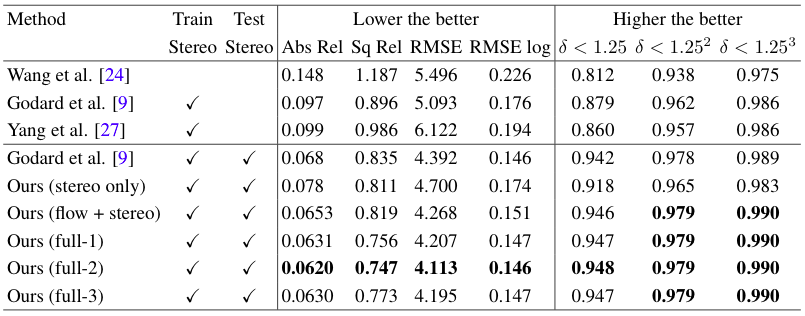 Method Train Test Lower the better Higher the better
Stereo Stereo Abs Rel Sq Rel RMSE RMSE log δ < 1.25 δ < 1.25² δ < 1.25³
Wang et al. [24] 0.148 1.187 5.496 0.226 0.812 0.938 0.975
Godard et al. [9] ✓ 0.097 0.896 5.093 0.176 0.879 0.962 0.986
Yang et al. [27] ✓ 0.099 0.986 6.122 0.194 0.860 0.957 0.986
Godard et al. [9] ✓ ✓ 0.068 0.835 4.392 0.146 0.942 0.978 0.989
Ours (stereo only) ✓ ✓ 0.078 0.811 4.700 0.174 0.918 0.965 0.983
Ours (flow + stereo) ✓ ✓ 0.0653 0.819 4.268 0.151 0.946 0.979 0.990
Ours (full-1) ✓ ✓ 0.0631 0.756 4.207 0.147 0.947 0.979 0.990
Ours (full-2) ✓ ✓ 0.0620 0.747 4.113 0.146 0.948 0.979 0.990
Ours (full-3) ✓ ✓ 0.0630 0.773 4.195 0.147 0.947 0.979 0.990